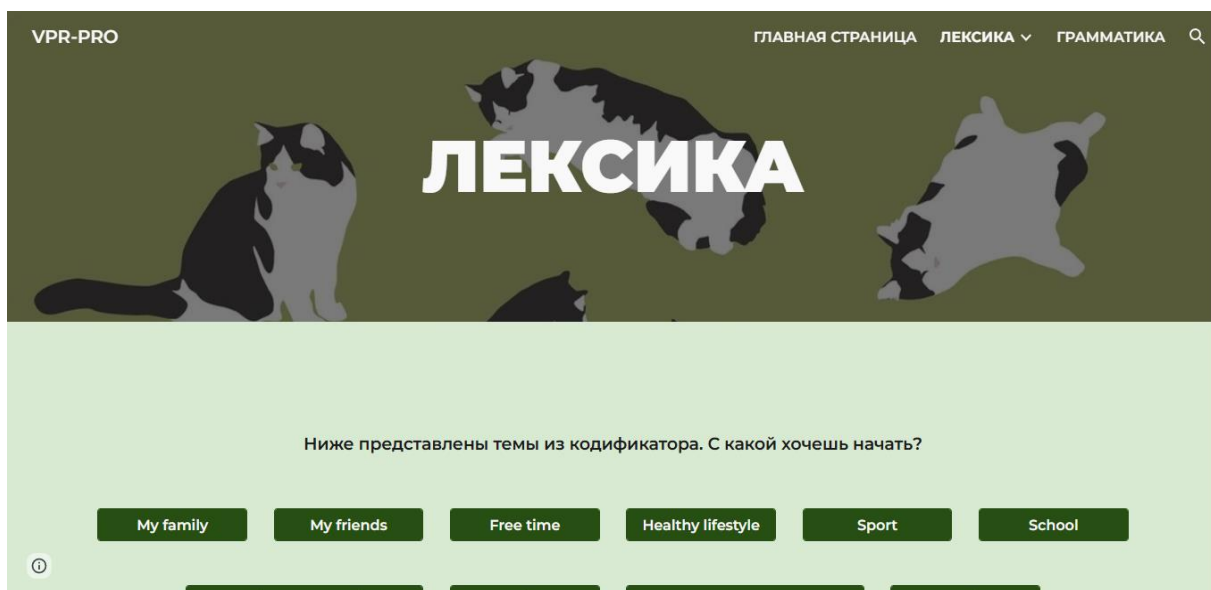 VPR-PRO ГЛАВНАЯ СТРАНИЦА ЛЕКСИКА ГРАММАТИКА
ЛЕКСИКА
Ниже представлены темы из кодификатора. С какой хочешь начать?
My family My friends Free time Healthy lifestyle Sport School